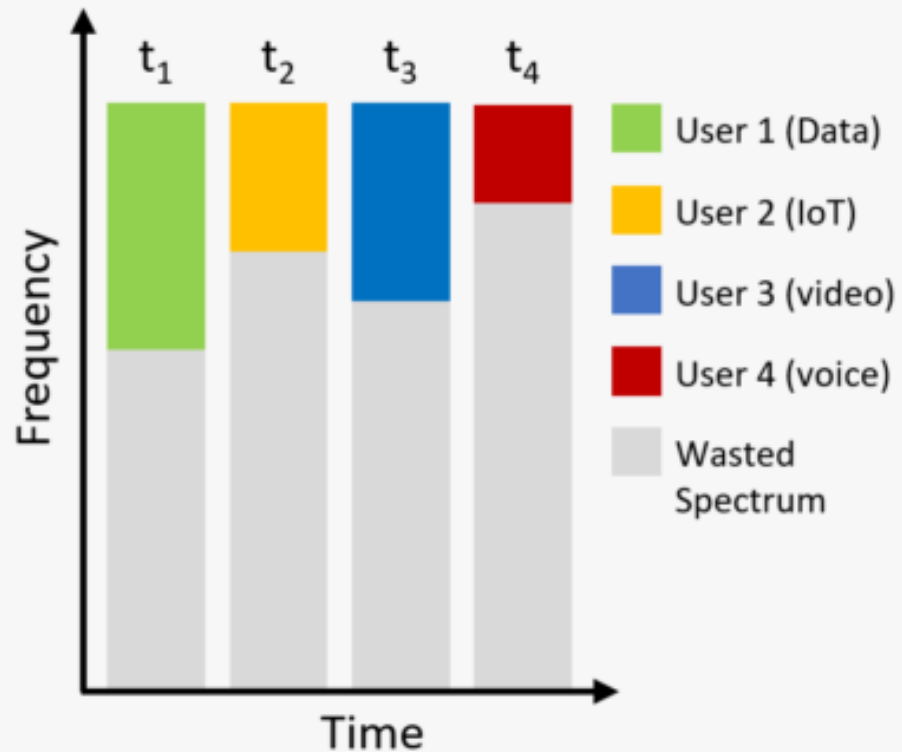 t₁ t₂ t₃ t₄
User 1 (Data)
User 2 (IoT)
User 3 (video)
User 4 (voice)
Wasted
Spectrum
Frequency
Time